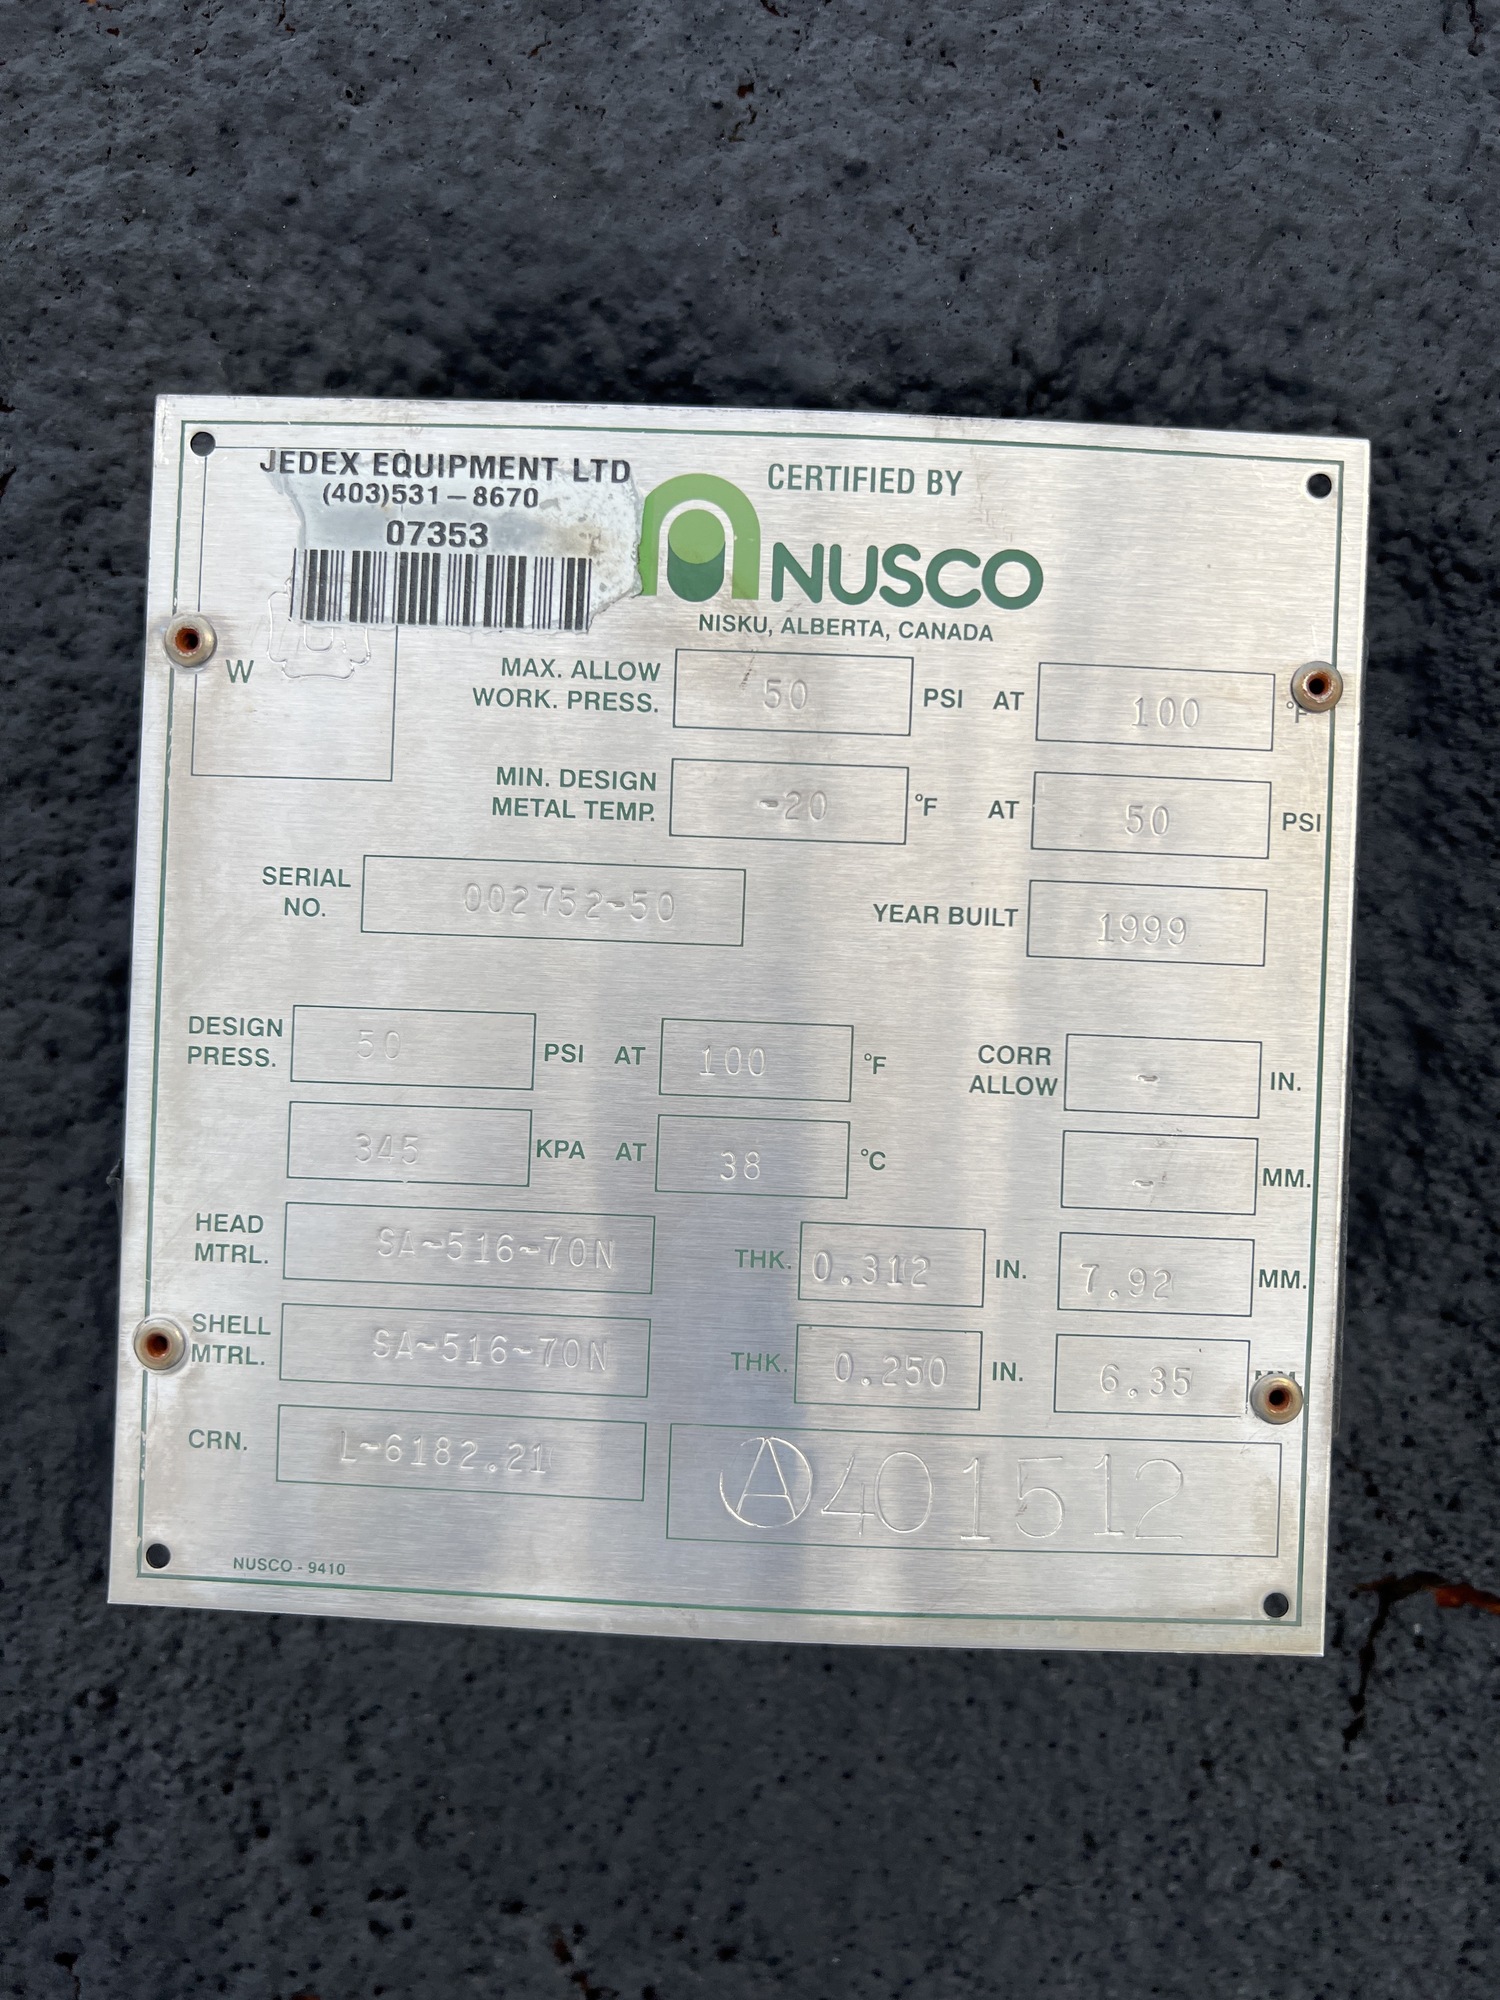 JEDEX EQUIPMENT LTD
(403)531-8670
07353
CERTIFIED BY
NUSCO
NISKU, ALBERTA, CANADA
W
MAX. ALLOW
WORK. PRESS. 50 PSI AT 100 °F
MIN. DESIGN
METAL TEMP. -20 °F AT 50 PSI
SERIAL
NO. 002752-50
YEAR BUILT 1999
DESIGN
PRESS. 50 PSI AT 100 °F
CORR
ALLOW - IN.
345 KPA AT 38 °C
- MM.
HEAD
MTRL. SA-516-70N THK. 0.312 IN. 7.92 MM.
SHELL
MTRL. SA-516-70N THK. 0.250 IN. 6.35 MM.
CRN. L-6182.21
A 401512
NUSCO - 9410